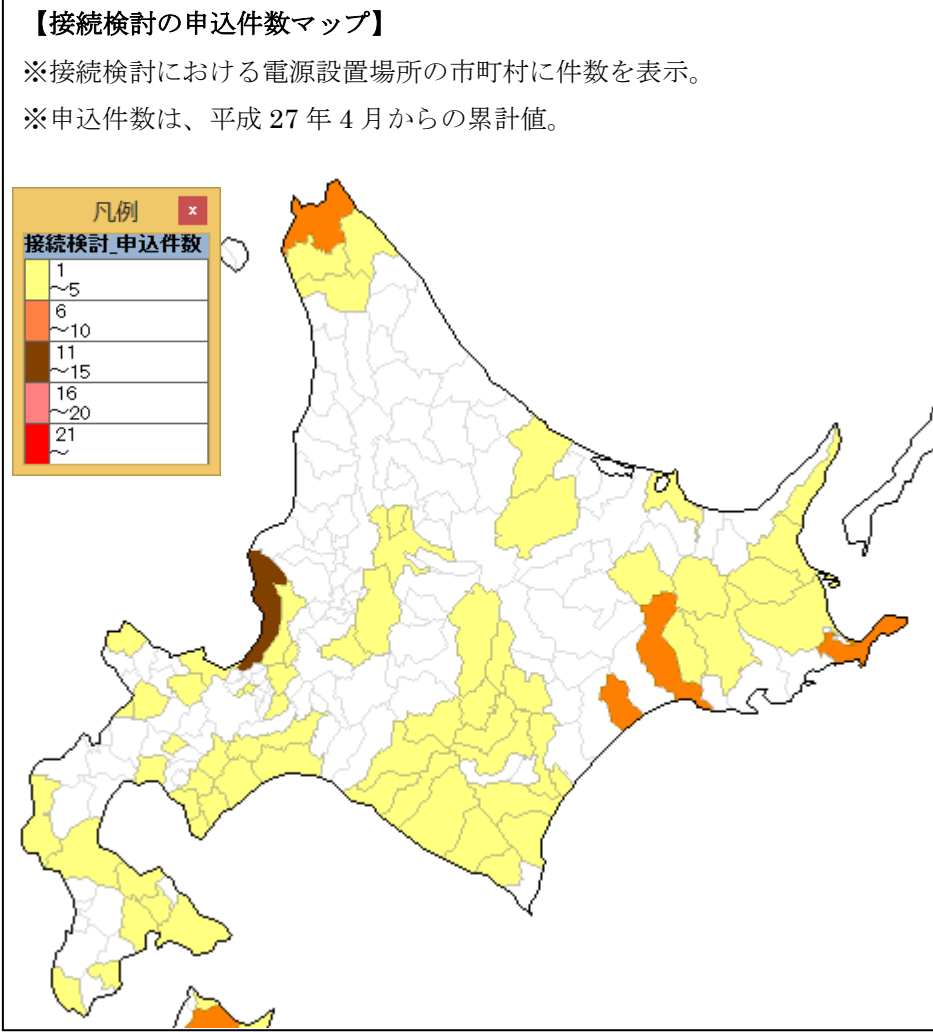 【接続検討の申込件数マップ】
※接続検討における電源設置場所の市町村に件数を表示。
※申込件数は、平成 27 年 4 月からの累計値。
凡例 x
接続検討_申込件数
1
～5
6
～10
11
～15
16
～20
21
～